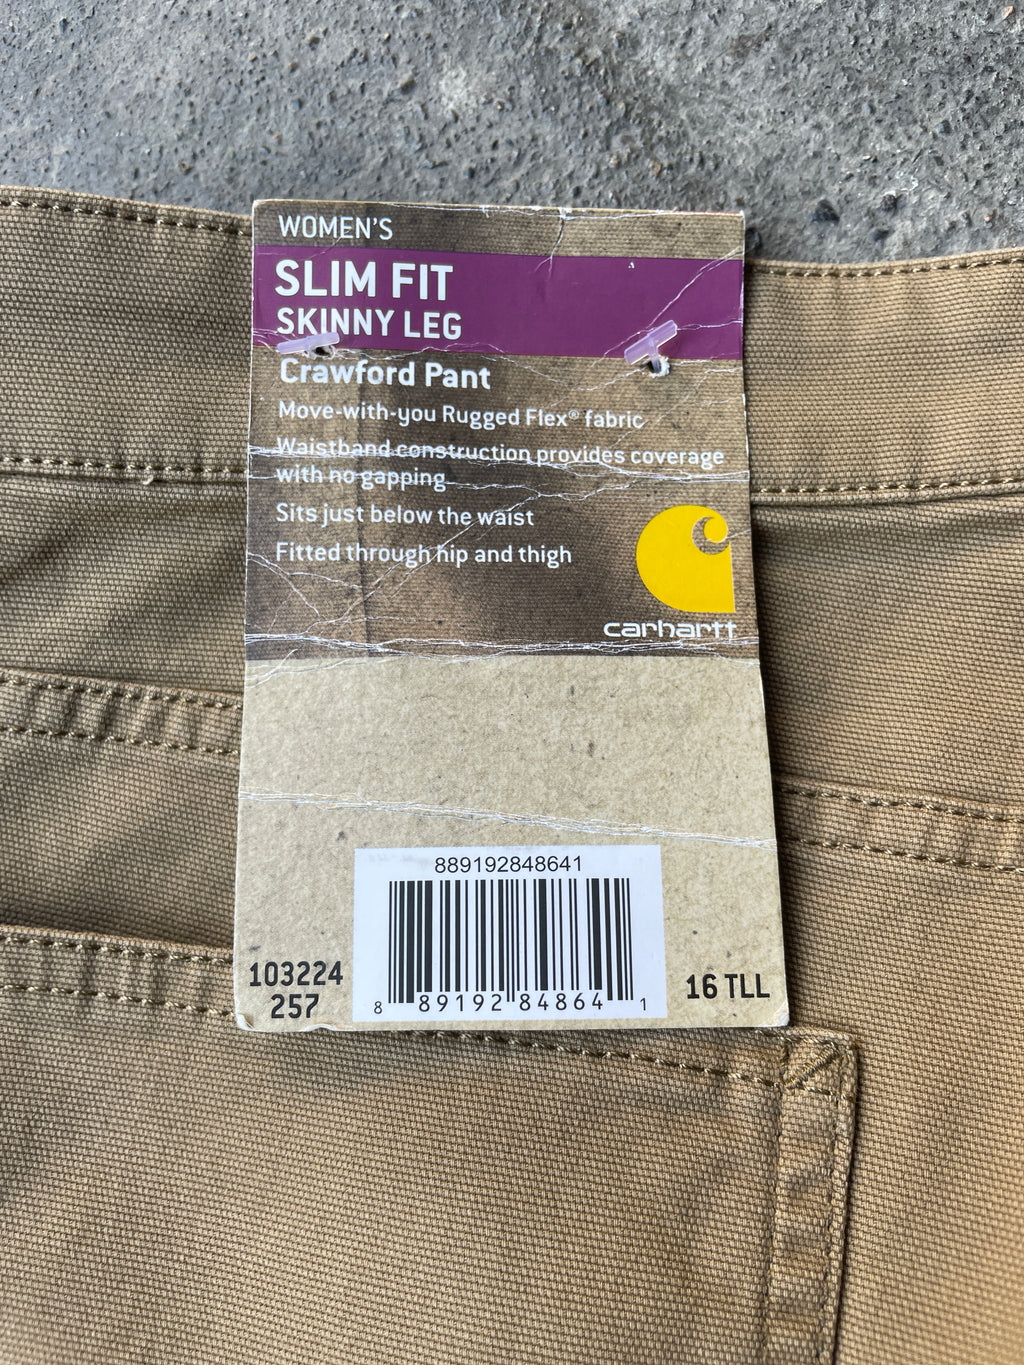 WOMEN'S
SLIM FIT
SKINNY LEG
Crawford Pant
Move-with-you Rugged Flex® fabric
Waistband construction provides coverage
with no gapping
Sits just below the waist
Fitted through hip and thigh
carhartt
889192848641
103224
257
8 89192 84864 1
16 TLL